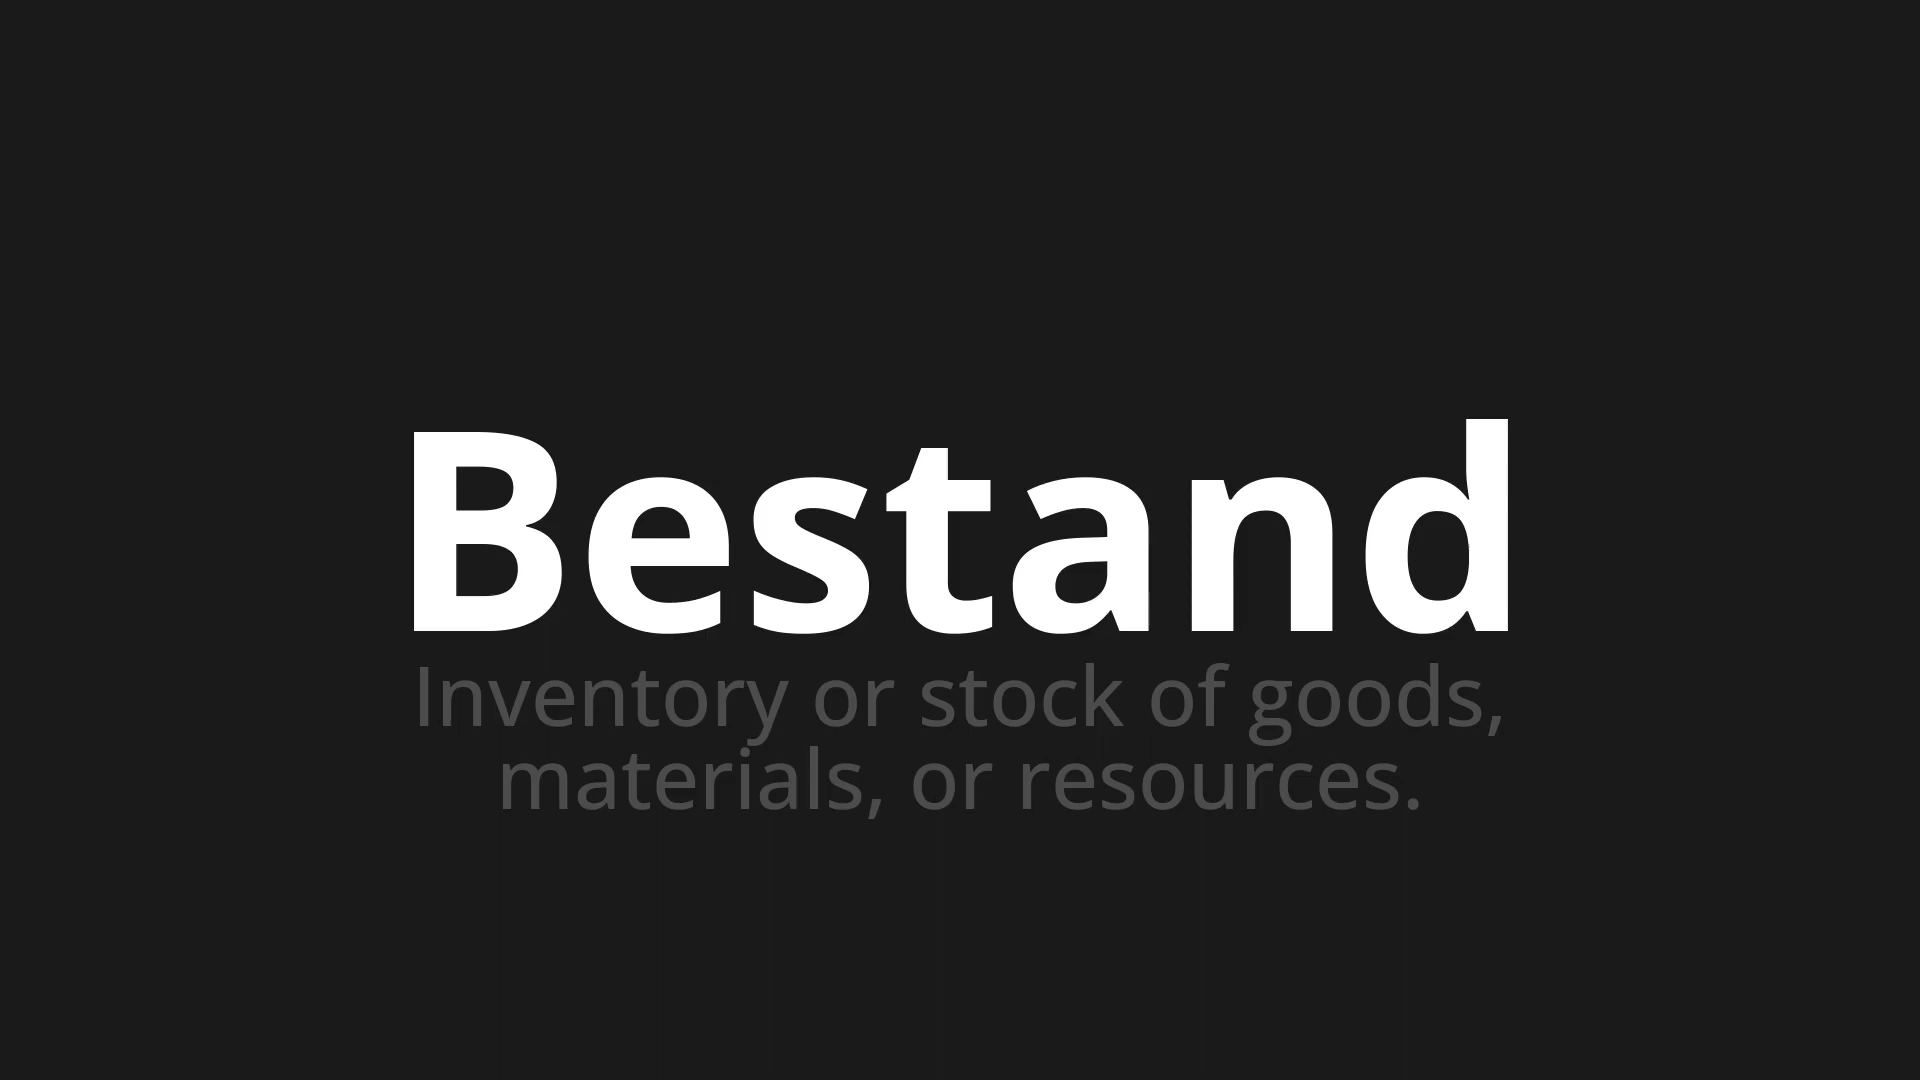 Bestand
Inventory or stock of goods,
materials, or resources.